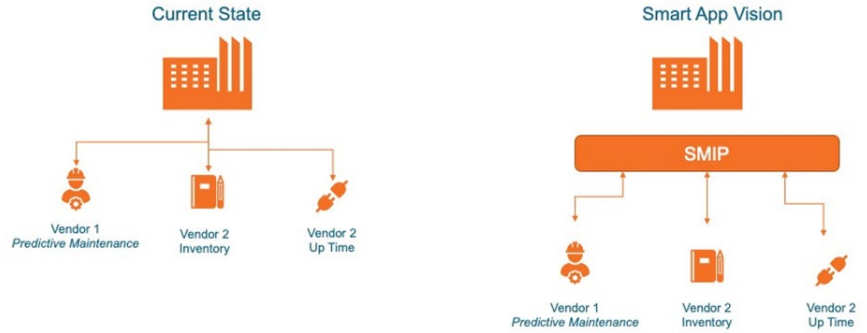 Current State
Smart App Vision
SMIP
Vendor 1
Predictive Maintenance
Vendor 2
Inventory
Vendor 2
Up Time
Vendor 1
Predictive Maintenance
Vendor 2
Inventory
Vendor 2
Up Time